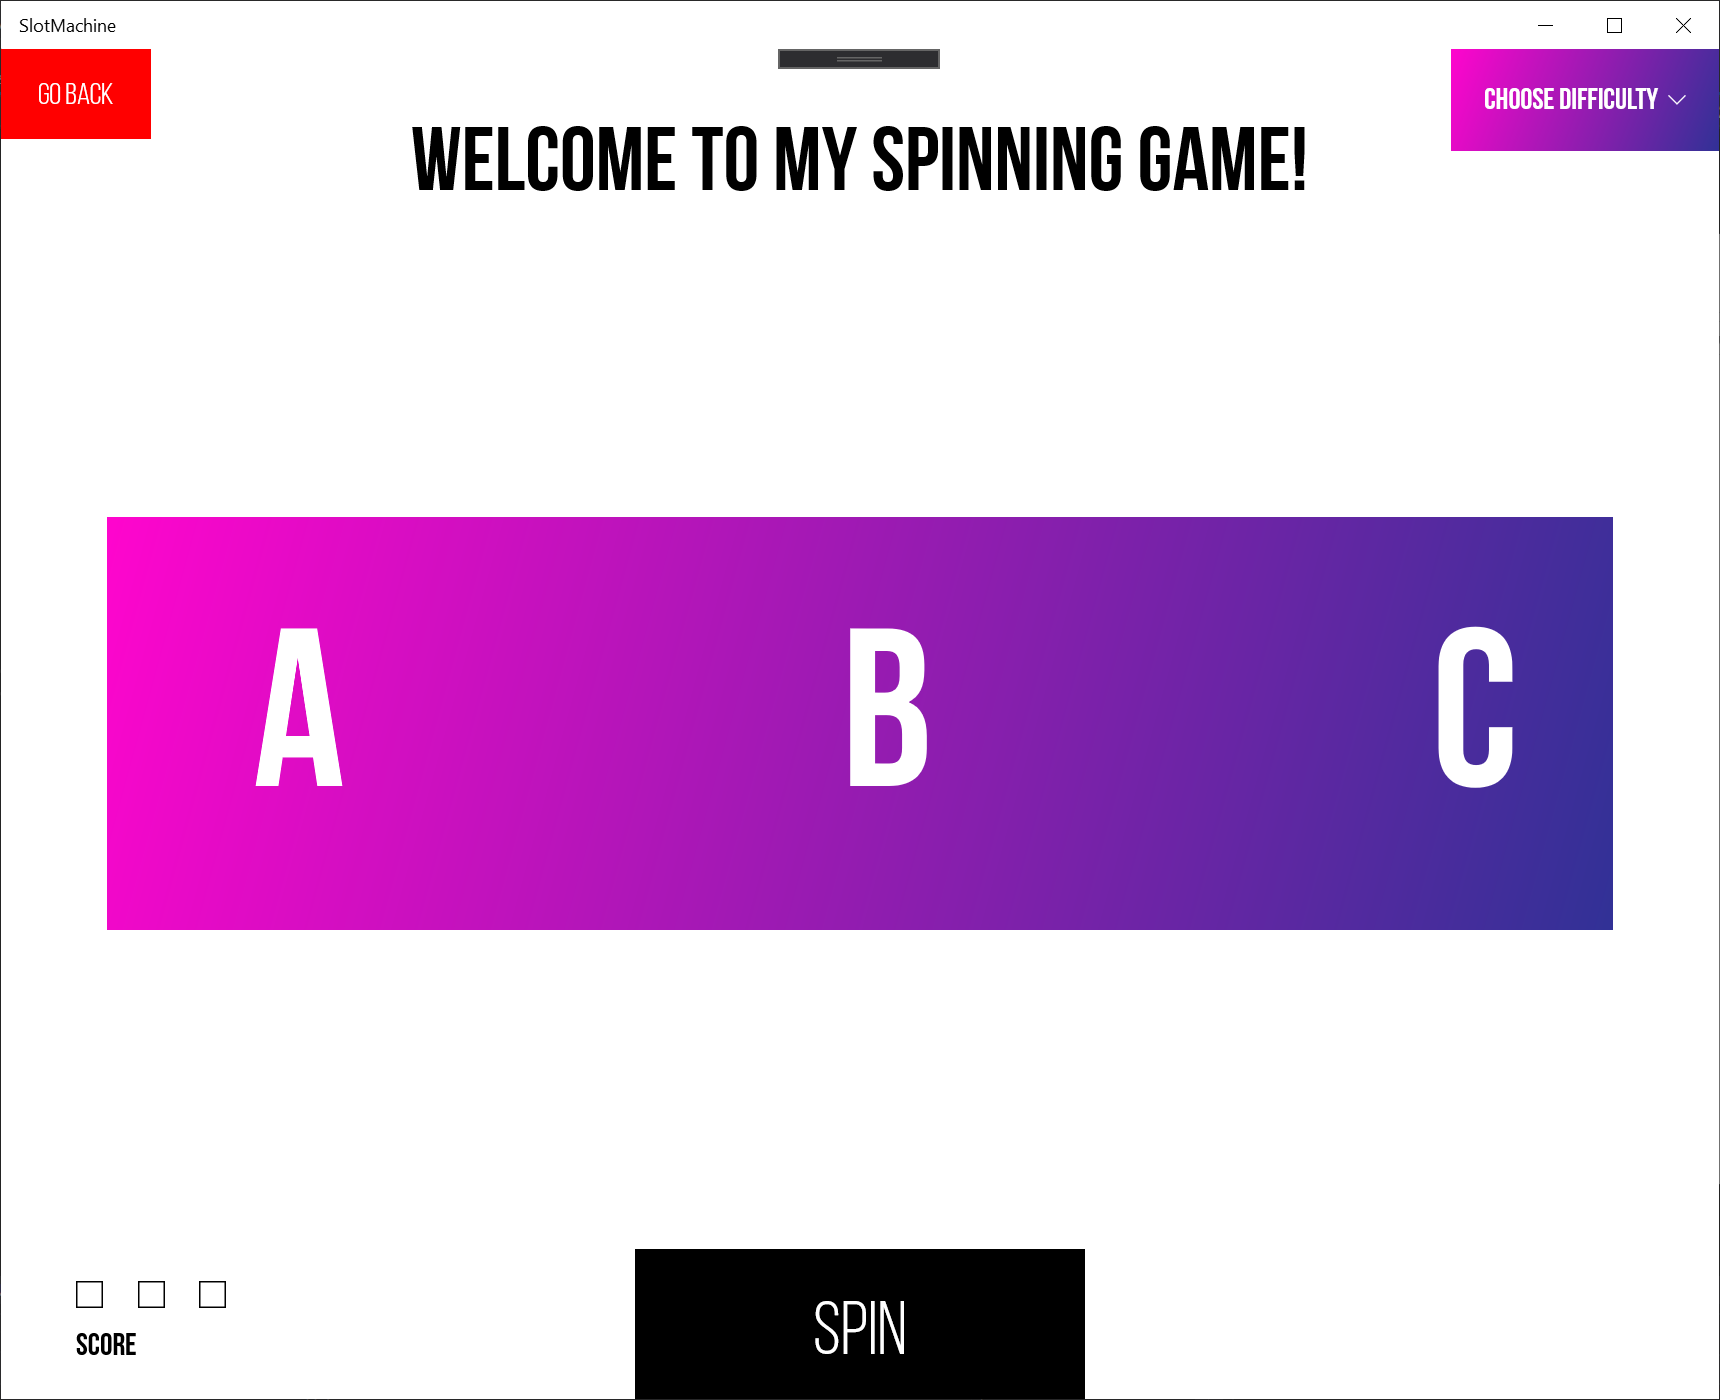 SlotMachine
GO BACK
CHOOSE DIFFICULTY
WELCOME TO MY SPINNING GAME!
A B C
SCORE
SPIN